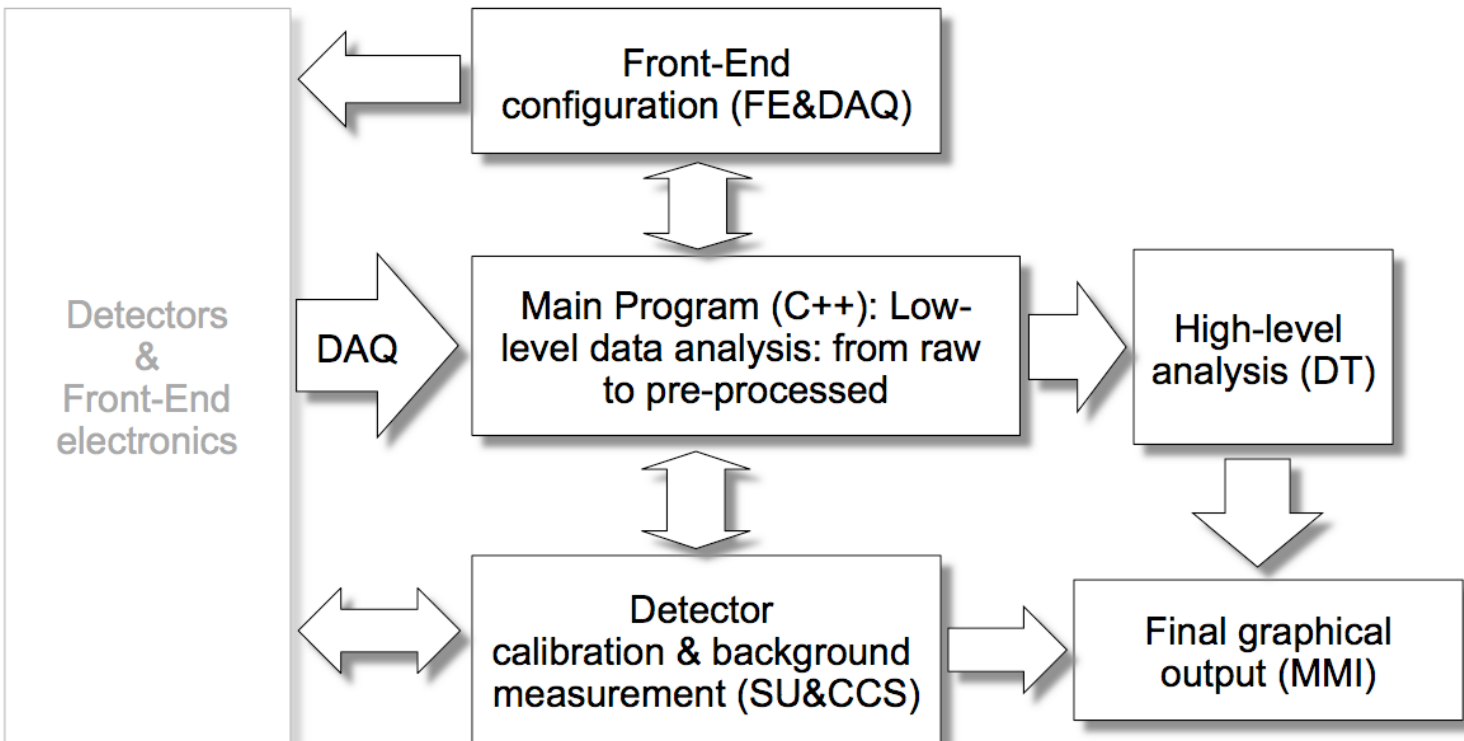 Front-End
configuration (FE&DAQ)
Detectors
&
Front-End
electronics
DAQ
Main Program (C++): Low-
level data analysis: from raw
to pre-processed
High-level
analysis (DT)
Detector
calibration & background
measurement (SU&CCS)
Final graphical
output (MMI)